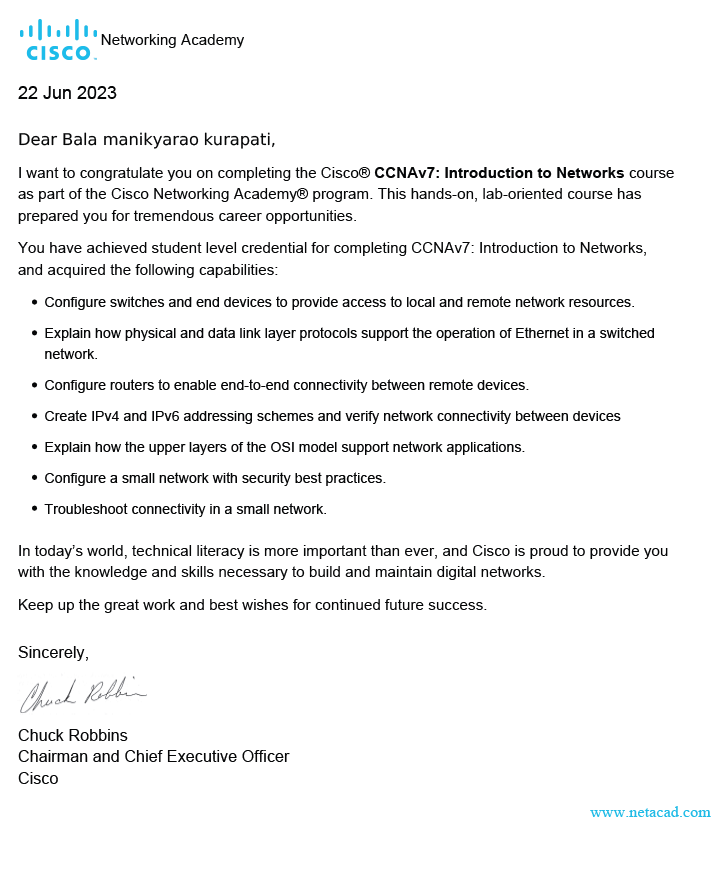 CISCO. Networking Academy
22 Jun 2023
Dear Bala manikyarao kurapati,
I want to congratulate you on completing the Cisco® CCNAv7: Introduction to Networks course
as part of the Cisco Networking Academy® program. This hands-on, lab-oriented course has
prepared you for tremendous career opportunities.
You have achieved student level credential for completing CCNAv7: Introduction to Networks,
and acquired the following capabilities:
• Configure switches and end devices to provide access to local and remote network resources.
• Explain how physical and data link layer protocols support the operation of Ethernet in a switched
network.
• Configure routers to enable end-to-end connectivity between remote devices.
• Create IPv4 and IPv6 addressing schemes and verify network connectivity between devices
• Explain how the upper layers of the OSI model support network applications.
• Configure a small network with security best practices.
• Troubleshoot connectivity in a small network.
In today’s world, technical literacy is more important than ever, and Cisco is proud to provide you
with the knowledge and skills necessary to build and maintain digital networks.
Keep up the great work and best wishes for continued future success.
Sincerely,
Chuck Robbins
Chuck Robbins
Chairman and Chief Executive Officer
Cisco
www.netacad.com